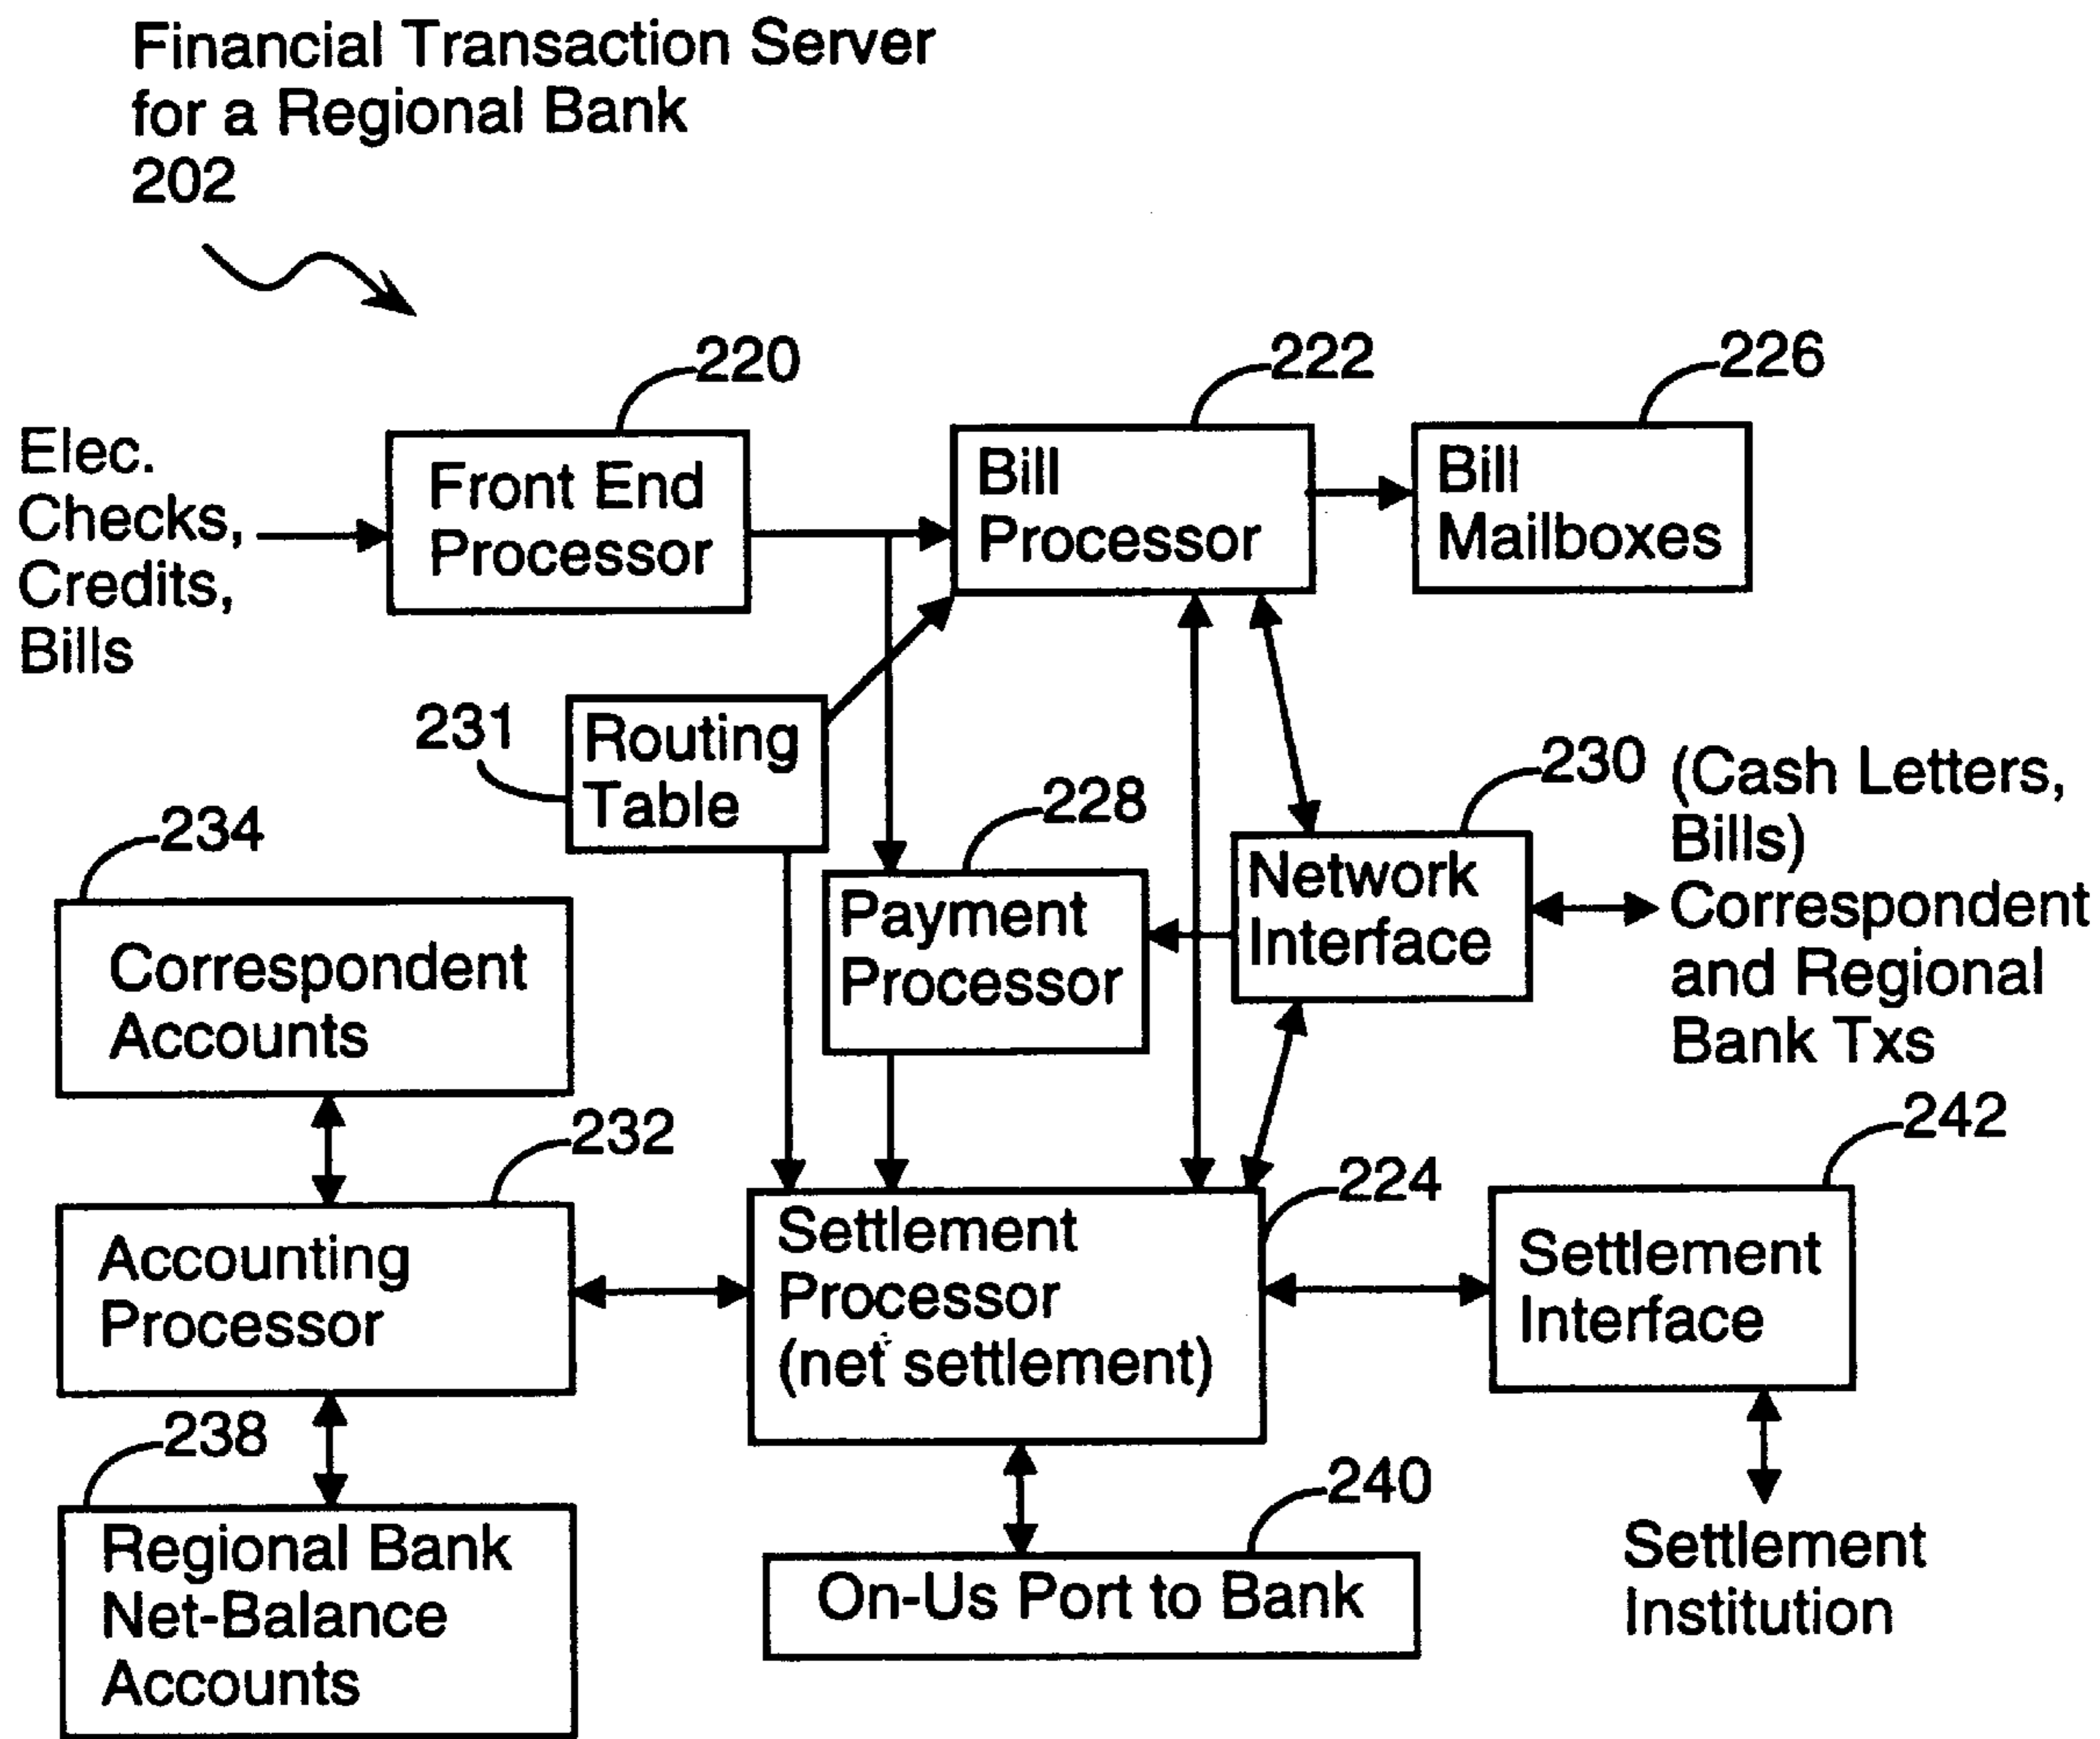 Financial Transaction Server
for a Regional Bank
202
220
222
226
Elec.
Checks,
Credits,
Bills
Front End
Processor
Bill
Processor
Bill
Mailboxes
231
Routing
Table
228
230
(Cash Letters,
Bills)
Correspondent
and Regional
Bank Txs
234
Correspondent
Accounts
Payment
Processor
Network
Interface
232
224
242
Accounting
Processor
Settlement
Processor
(net settlement)
Settlement
Interface
238
240
Regional Bank
Net-Balance
Accounts
On-Us Port to Bank
Settlement
Institution